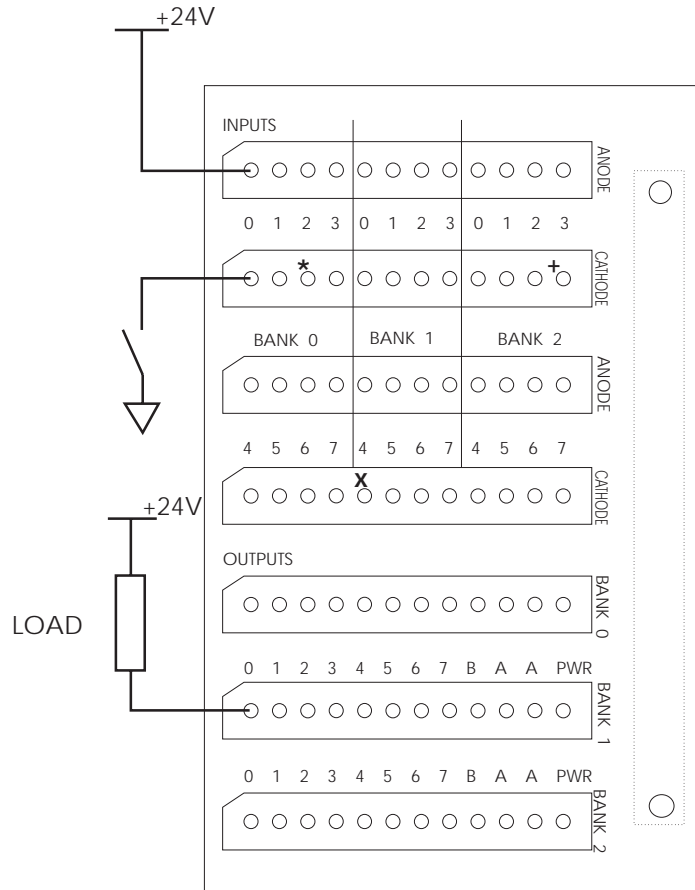 +24V
INPUTS
ANODE
0 1 2 3 0 1 2 3 0 1 2 3
CATHODE
* +
BANK 0 BANK 1 BANK 2
ANODE
4 5 6 7 4 5 6 7 4 5 6 7
CATHODE
X
+24V
OUTPUTS
BANK 0
LOAD
0 1 2 3 4 5 6 7 B A A PWR
BANK 1
0 1 2 3 4 5 6 7 B A A PWR
BANK 2